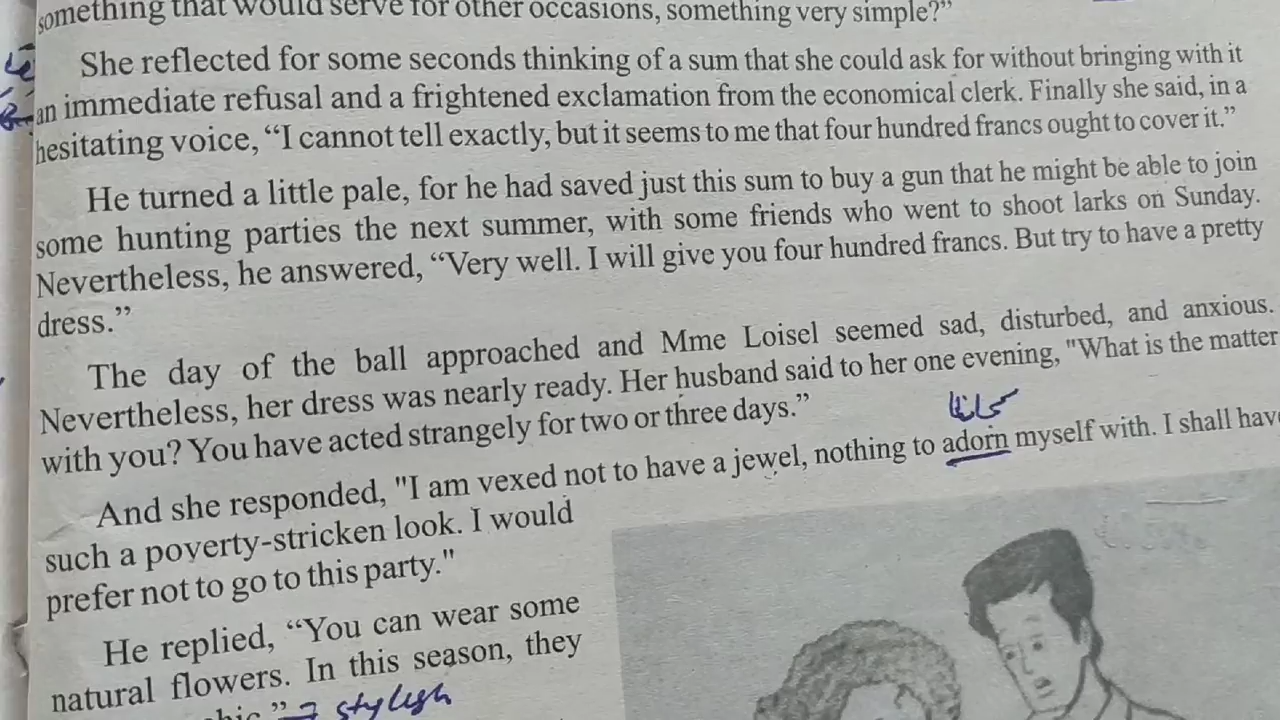 something that would serve for other occasions, something very simple?”
She reflected for some seconds thinking of a sum that she could ask for without bringing with it
an immediate refusal and a frightened exclamation from the economical clerk. Finally she said, in a
hesitating voice, “I cannot tell exactly, but it seems to me that four hundred francs ought to cover it.”
He turned a little pale, for he had saved just this sum to buy a gun that he might be able to join
some hunting parties the next summer, with some friends who went to shoot larks on Sunday.
Nevertheless, he answered, “Very well. I will give you four hundred francs. But try to have a pretty
dress.”
The day of the ball approached and Mme Loisel seemed sad, disturbed, and anxious.
Nevertheless, her dress was nearly ready. Her husband said to her one evening, "What is the matter
with you? You have acted strangely for two or three days.”
And she responded, "I am vexed not to have a jewel, nothing to adorn myself with. I shall have
such a poverty-stricken look. I would
prefer not to go to this party."
He replied, “You can wear some
natural flowers. In this season, they
chic.” stylish